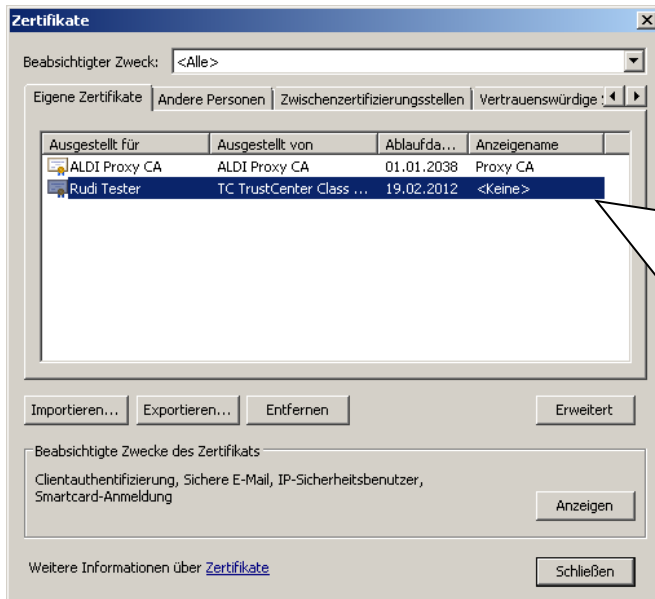 Zertifikate
Beabsichtigter Zweck: <Alle>
Eigene Zertifikate Andere Personen Zwischenzertifizierungsstellen Vertrauenswürdige
Ausgestellt für Ausgestellt von Ablaufda... Anzeigename
ALDI Proxy CA ALDI Proxy CA 01.01.2038 Proxy CA
Rudi Tester TC TrustCenter Class ... 19.02.2012 <Keine>
Importieren... Exportieren... Entfernen Erweitert
Beabsichtigte Zwecke des Zertifikats
Clientauthentifizierung, Sichere E-Mail, IP-Sicherheitsbenutzer,
Smartcard-Anmeldung
Anzeigen
Weitere Informationen über Zertifikate
Schließen